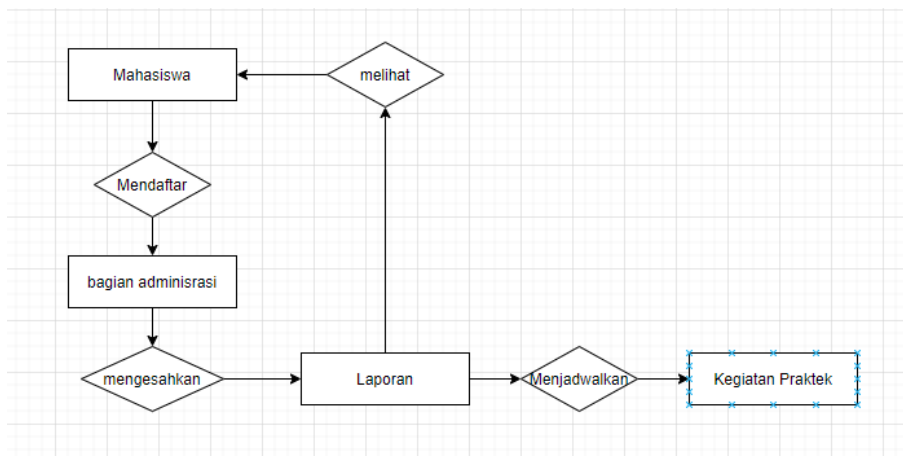 Mahasiswa
melihat
Mendaftar
bagian adminisrasi
mengesahkan
Laporan
Menjadwalkan
Kegiatan Praktek